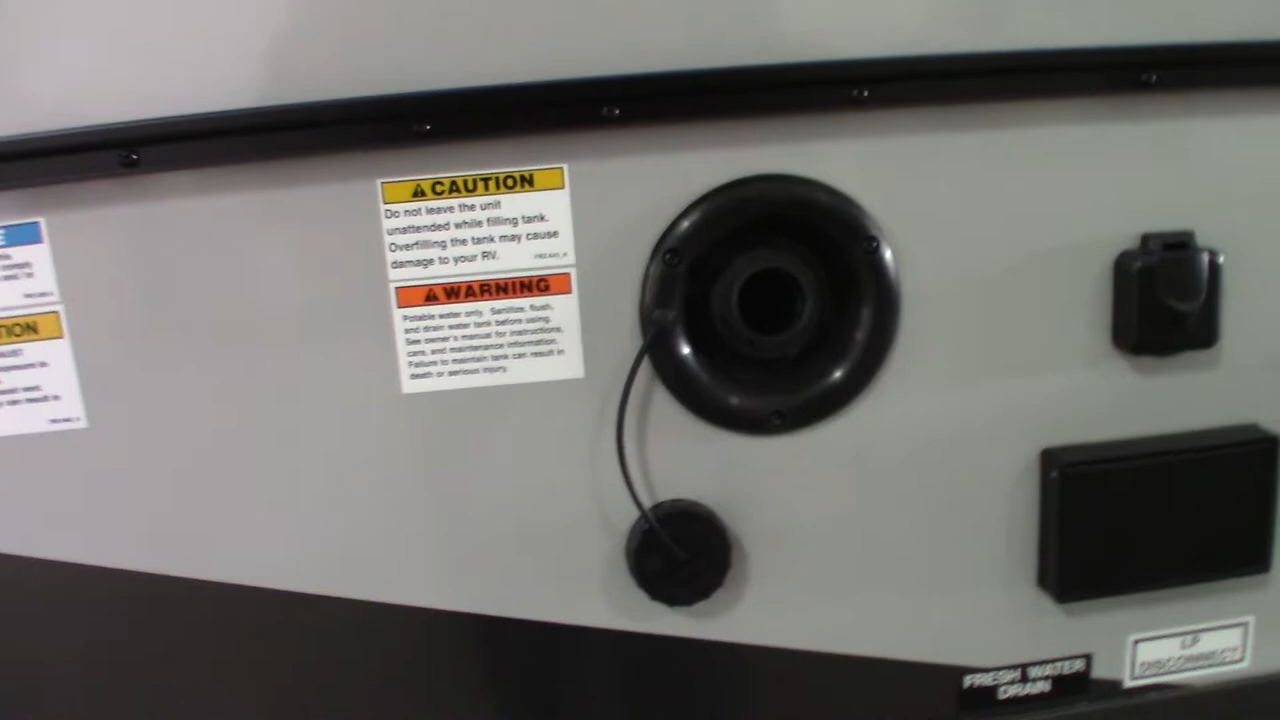 CAUTION
Do not leave the unit
unattended while filling tank.
Overfilling the tank may cause
damage to your RV.
WARNING
Potable water only. Sanitize, flush,
and drain water tank before using.
See owner's manual for instructions,
care, and maintenance information.
Failure to maintain tank can result in
death or serious injury.
E
TION
FRESH WATER
DRAIN
LP
DISCONNECT